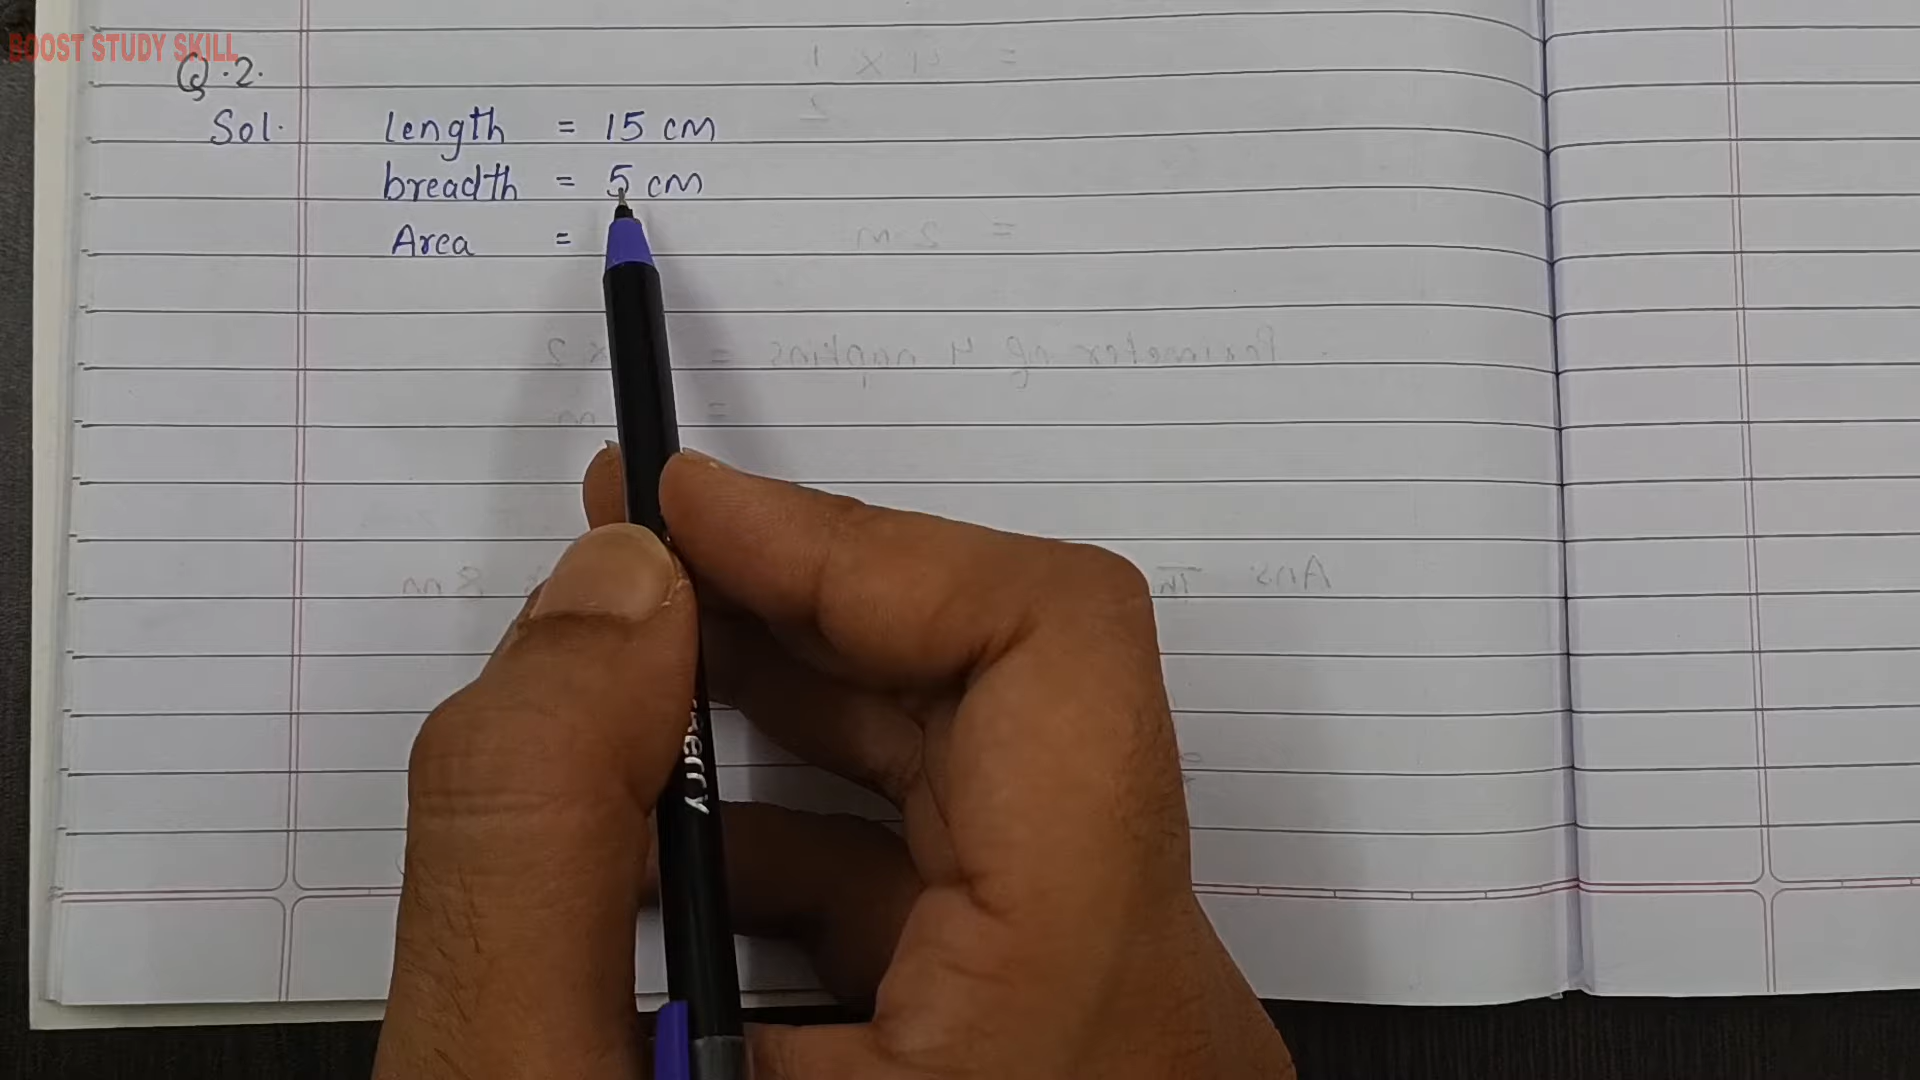 BOOST STUDY SKILL
Q.2.
Sol. length = 15 cm
breadth = 5 cm
Area =